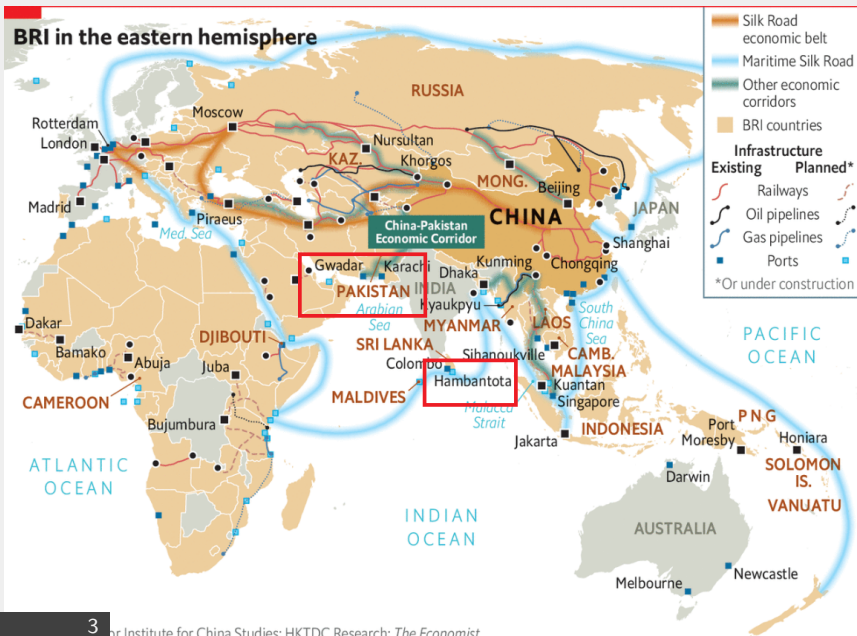 BRI in the eastern hemisphere
Silk Road
economic belt
Maritime Silk Road
Other economic
corridors
BRI countries
Infrastructure
Existing Planned*
Railways
Oil pipelines
Gas pipelines
Ports
*Or under construction
RUSSIA
Moscow
Rotterdam
London
Nursultan
KAZ.
Khorgos
MONG.
Beijing
Madrid
Piraeus
CHINA
JAPAN
Med. Sea
China-Pakistan
Economic Corridor
Shanghai
Gwadar
Karachi
Dhaka
Kunming
Chongqing
PAKISTAN
INDIA
Kyaukpyu
Arabian
Sea
South
China
Sea
MYANMAR
LAOS
Dakar
DJIBOUTI
SRI LANKA
Sihanoukville
CAMB.
PACIFIC
OCEAN
Bamako
Abuja
Juba
Colombo
MALAYSIA
Hambantota
Kuantan
CAMEROON
MALDIVES
Malacca
Strait
Singapore
Bujumbura
Jakarta
INDONESIA
PNG
Port
Moresby
Honiara
ATLANTIC
OCEAN
SOLOMON
IS.
Darwin
VANUATU
INDIAN
OCEAN
AUSTRALIA
Newcastle
Melbourne
3
or Institute for China Studies; HKTDC Research; The Economist